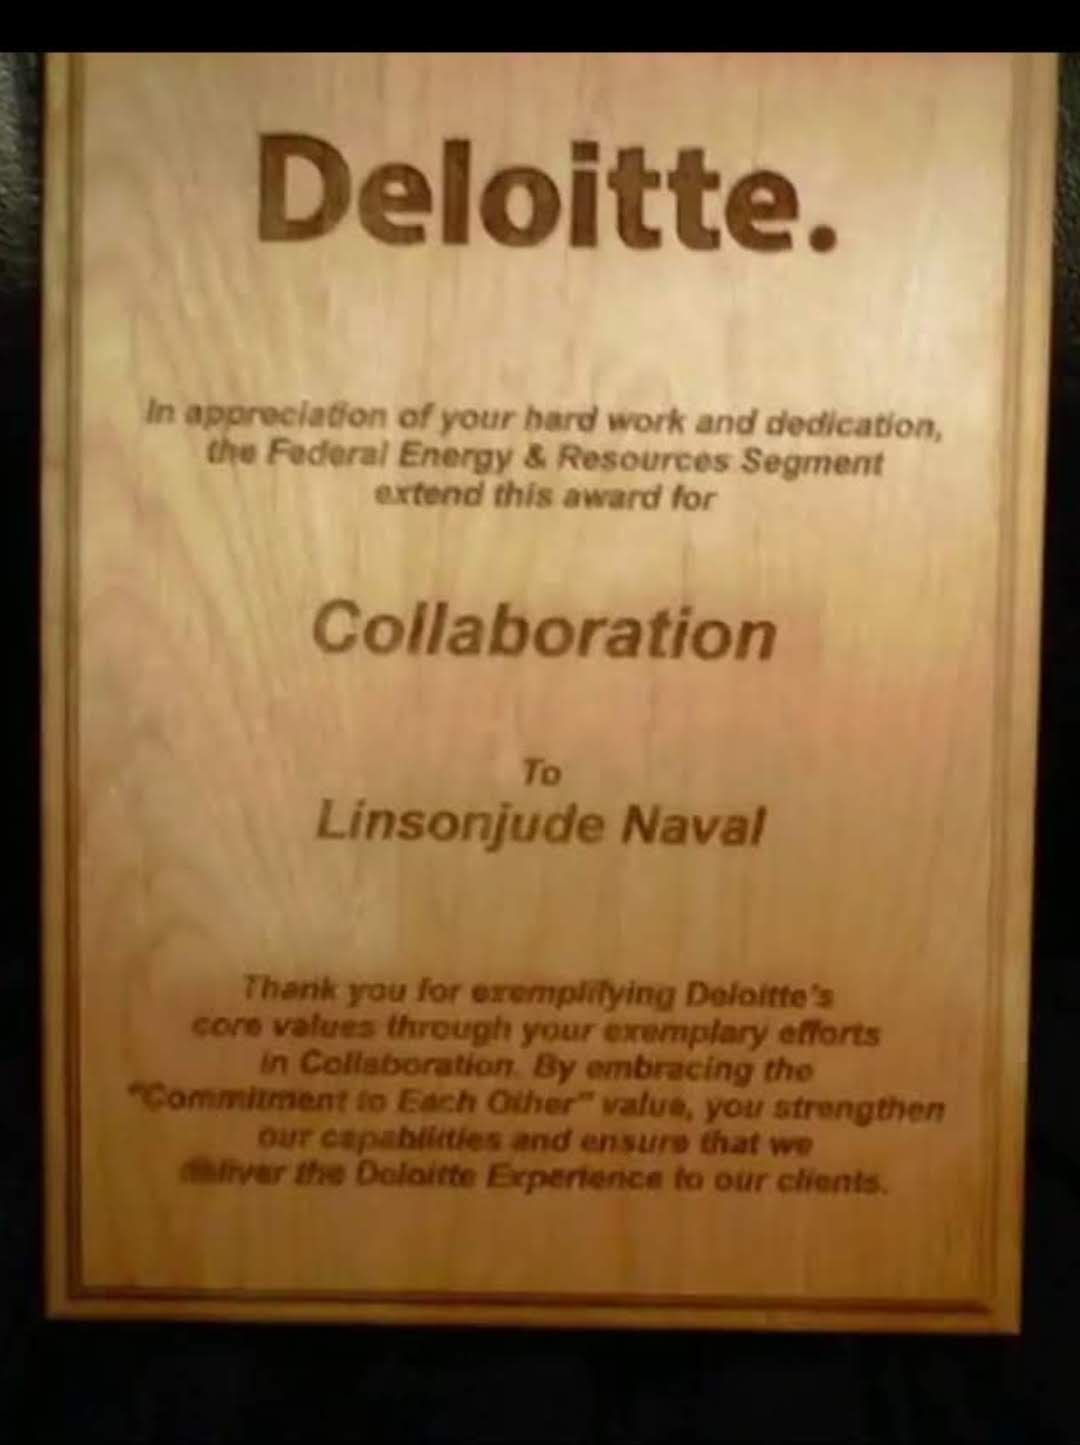 Deloitte.
In appreciation of your hard work and dedication,
the Federal Energy & Resources Segment
extend this award for
Collaboration
To
Linsonjude Naval
Thank you for exemplifying Deloitte's
core values through your exemplary efforts
in Collaboration. By embracing the
"Commitment to Each Other" value, you strengthen
our capabilities and ensure that we
deliver the Deloitte Experience to our clients.